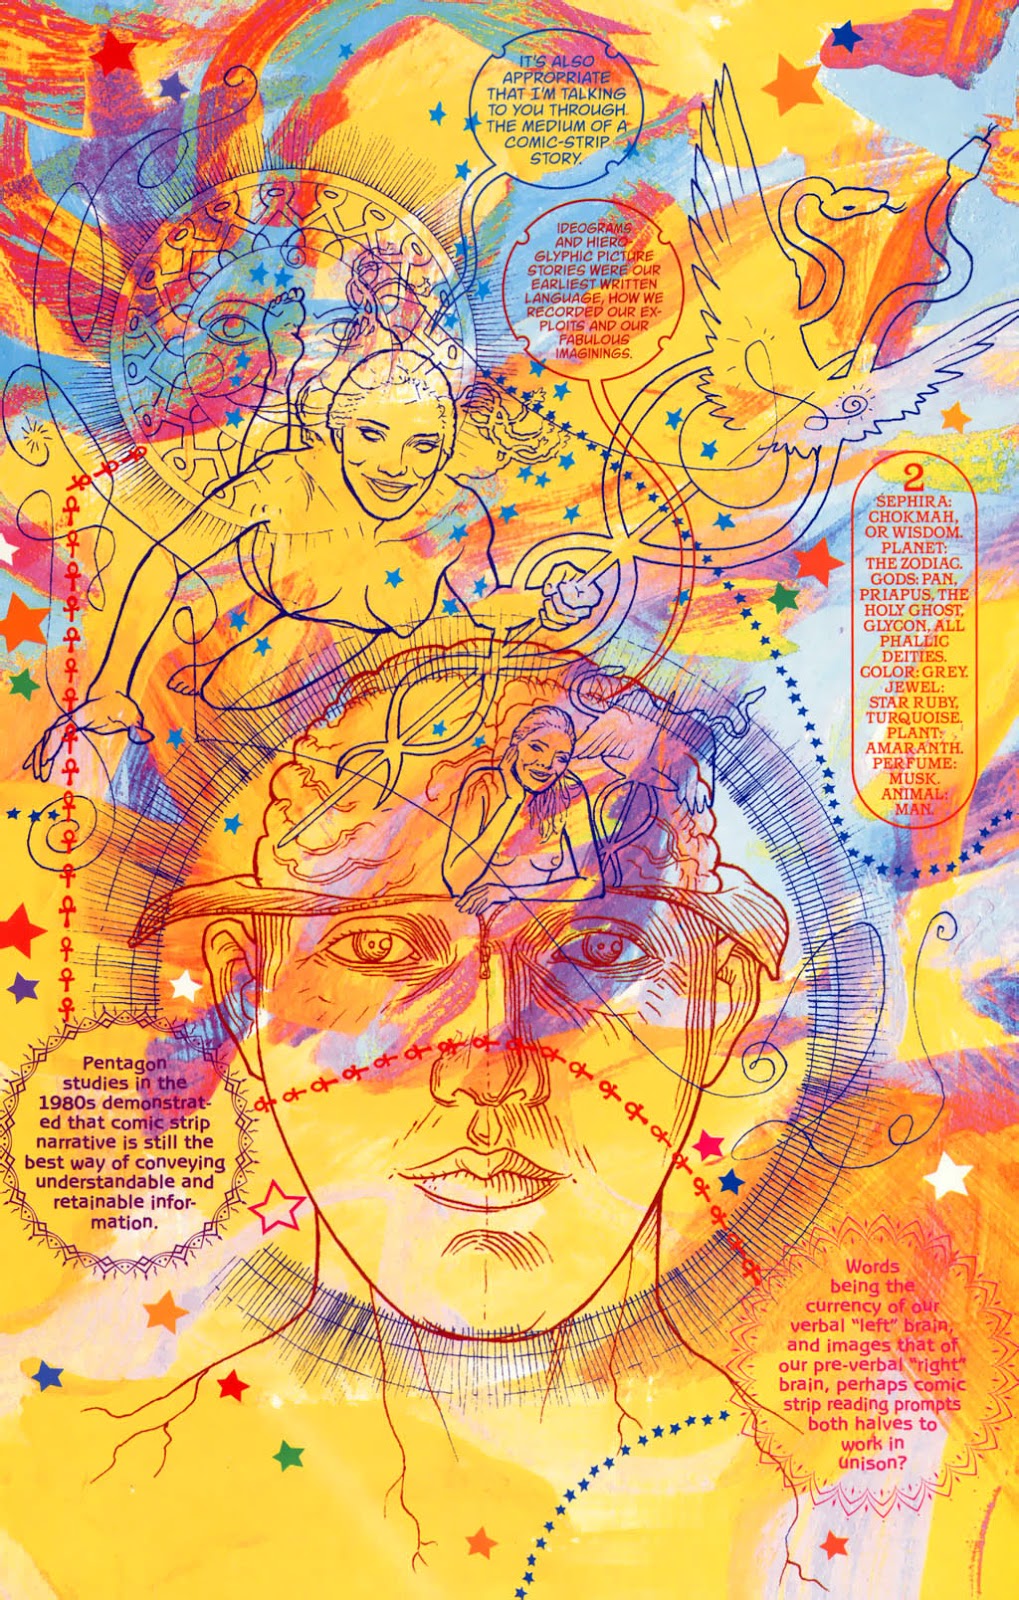 IT'S ALSO
APPROPRIATE
THAT I'M TALKING
TO YOU THROUGH
THE MEDIUM OF A
COMIC-STRIP
STORY.
IDEOGRAMS
AND HIERO-
GLYPHIC PICTURE
STORIES WERE OUR
EARLIEST WRITTEN
LANGUAGE, HOW WE
RECORDED OUR EX-
PLOITS AND OUR
FABULOUS
IMAGININGS.
2
SEPHIRA:
CHOKMAH,
OR WISDOM.
PLANET:
THE ZODIAC.
GODS: PAN,
PRIAPUS, THE
HOLY GHOST,
GLYCON, ALL
PHALLIC
DEITIES.
COLOR: GREY.
JEWEL:
STAR RUBY,
TURQUOISE.
PLANT:
AMARANTH.
PERFUME:
MUSK.
ANIMAL:
MAN.
Pentagon
studies in the
1980s demonstrat-
ed that comic strip
narrative is still the
best way of conveying
understandable and
retainable infor-
mation.
Words
being the
currency of our
verbal "left" brain,
and images that of
our pre-verbal "right"
brain, perhaps comic
strip reading prompts
both halves to
work in
unison?